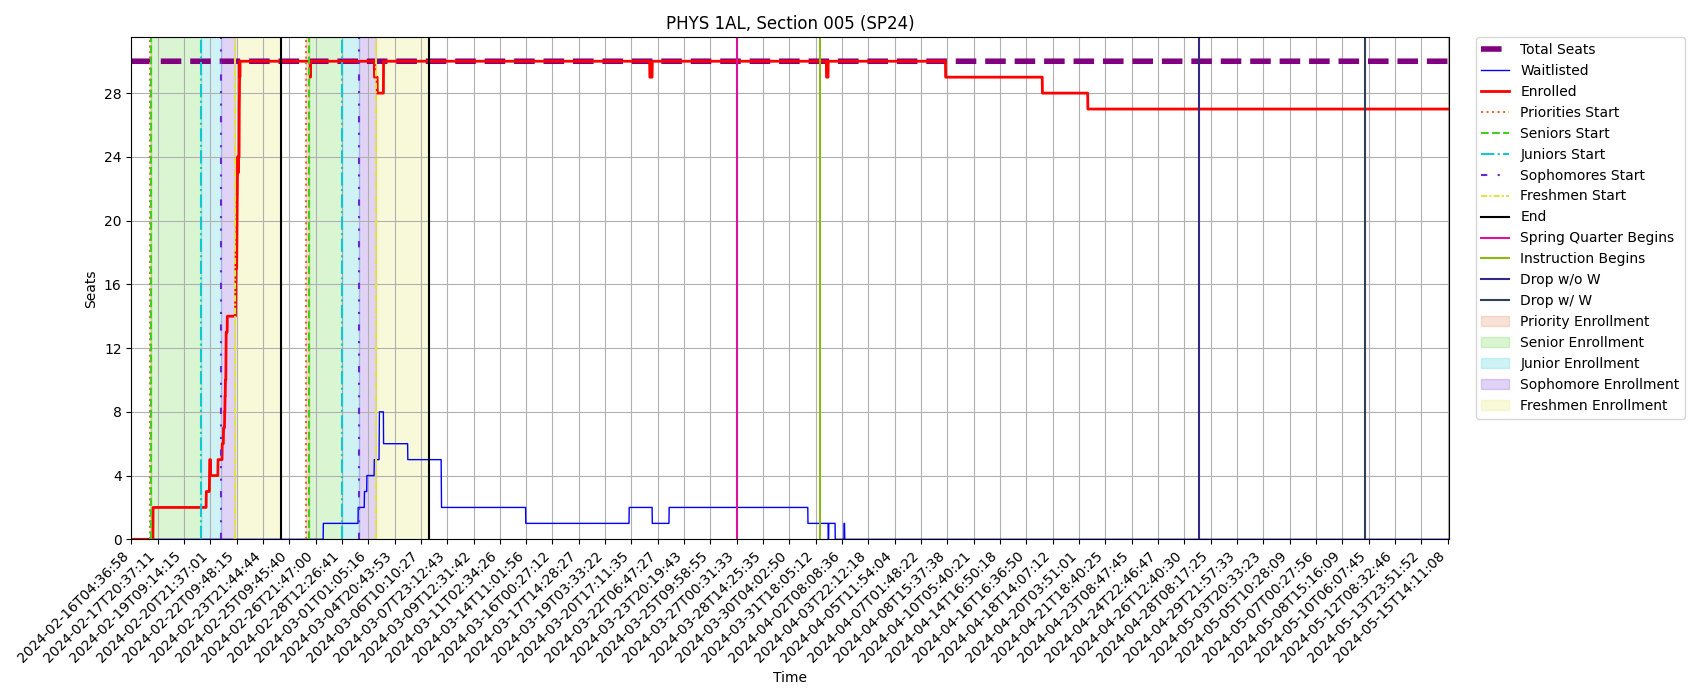 PHYS 1AL, Section 005 (SP24)
Seats
28
24
20
16
12
8
4
0
2024-02-16T04:36:58
2024-02-17T20:37:11
2024-02-19T09:14:15
2024-02-20T21:37:01
2024-02-22T09:48:15
2024-02-23T21:44:44
2024-02-25T09:45:40
2024-02-26T21:47:00
2024-02-28T12:26:41
2024-03-01T01:05:16
2024-03-04T20:43:53
2024-03-06T10:10:27
2024-03-07T23:12:43
2024-03-09T12:31:42
2024-03-11T02:34:26
2024-03-14T11:01:56
2024-03-16T00:27:12
2024-03-17T14:28:27
2024-03-19T03:33:22
2024-03-20T17:11:35
2024-03-22T06:47:27
2024-03-23T20:19:43
2024-03-25T09:58:55
2024-03-27T00:31:33
2024-03-28T14:25:35
2024-03-30T04:02:50
2024-03-31T18:05:12
2024-04-02T08:08:36
2024-04-03T22:12:18
2024-04-05T11:54:04
2024-04-07T01:48:22
2024-04-08T15:37:38
2024-04-10T05:40:21
2024-04-14T16:50:18
2024-04-16T16:36:50
2024-04-18T14:07:12
2024-04-20T03:51:01
2024-04-21T18:40:25
2024-04-23T08:47:45
2024-04-24T22:46:47
2024-04-26T12:40:30
2024-04-28T08:17:25
2024-04-29T21:57:33
2024-05-03T20:33:23
2024-05-05T10:28:09
2024-05-07T00:27:56
2024-05-08T15:16:09
2024-05-10T06:07:45
2024-05-12T08:32:46
2024-05-13T23:51:52
2024-05-15T14:11:08
Time
Total Seats
Waitlisted
Enrolled
Priorities Start
Seniors Start
Juniors Start
Sophomores Start
Freshmen Start
End
Spring Quarter Begins
Instruction Begins
Drop w/o W
Drop w/ W
Priority Enrollment
Senior Enrollment
Junior Enrollment
Sophomore Enrollment
Freshmen Enrollment